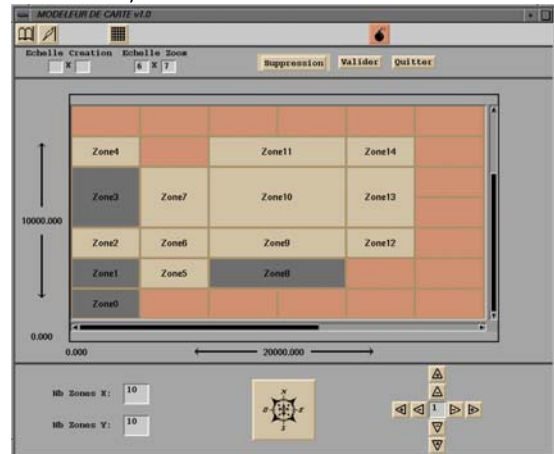 MODELEUR DE CARTE v1.0
Echelle Creation Echelle Zoom
X 6 X 7
Suppression Valider Quitter
Zone4 Zone11 Zone14
Zone3 Zone7 Zone10 Zone13
10000.000
Zone2 Zone6 Zone9 Zone12
Zone1 Zone5 Zone8
Zone0
0.000
0.000 20000.000
Nb Zones X: 10
Nb Zones Y: 10
N
O E
S
1